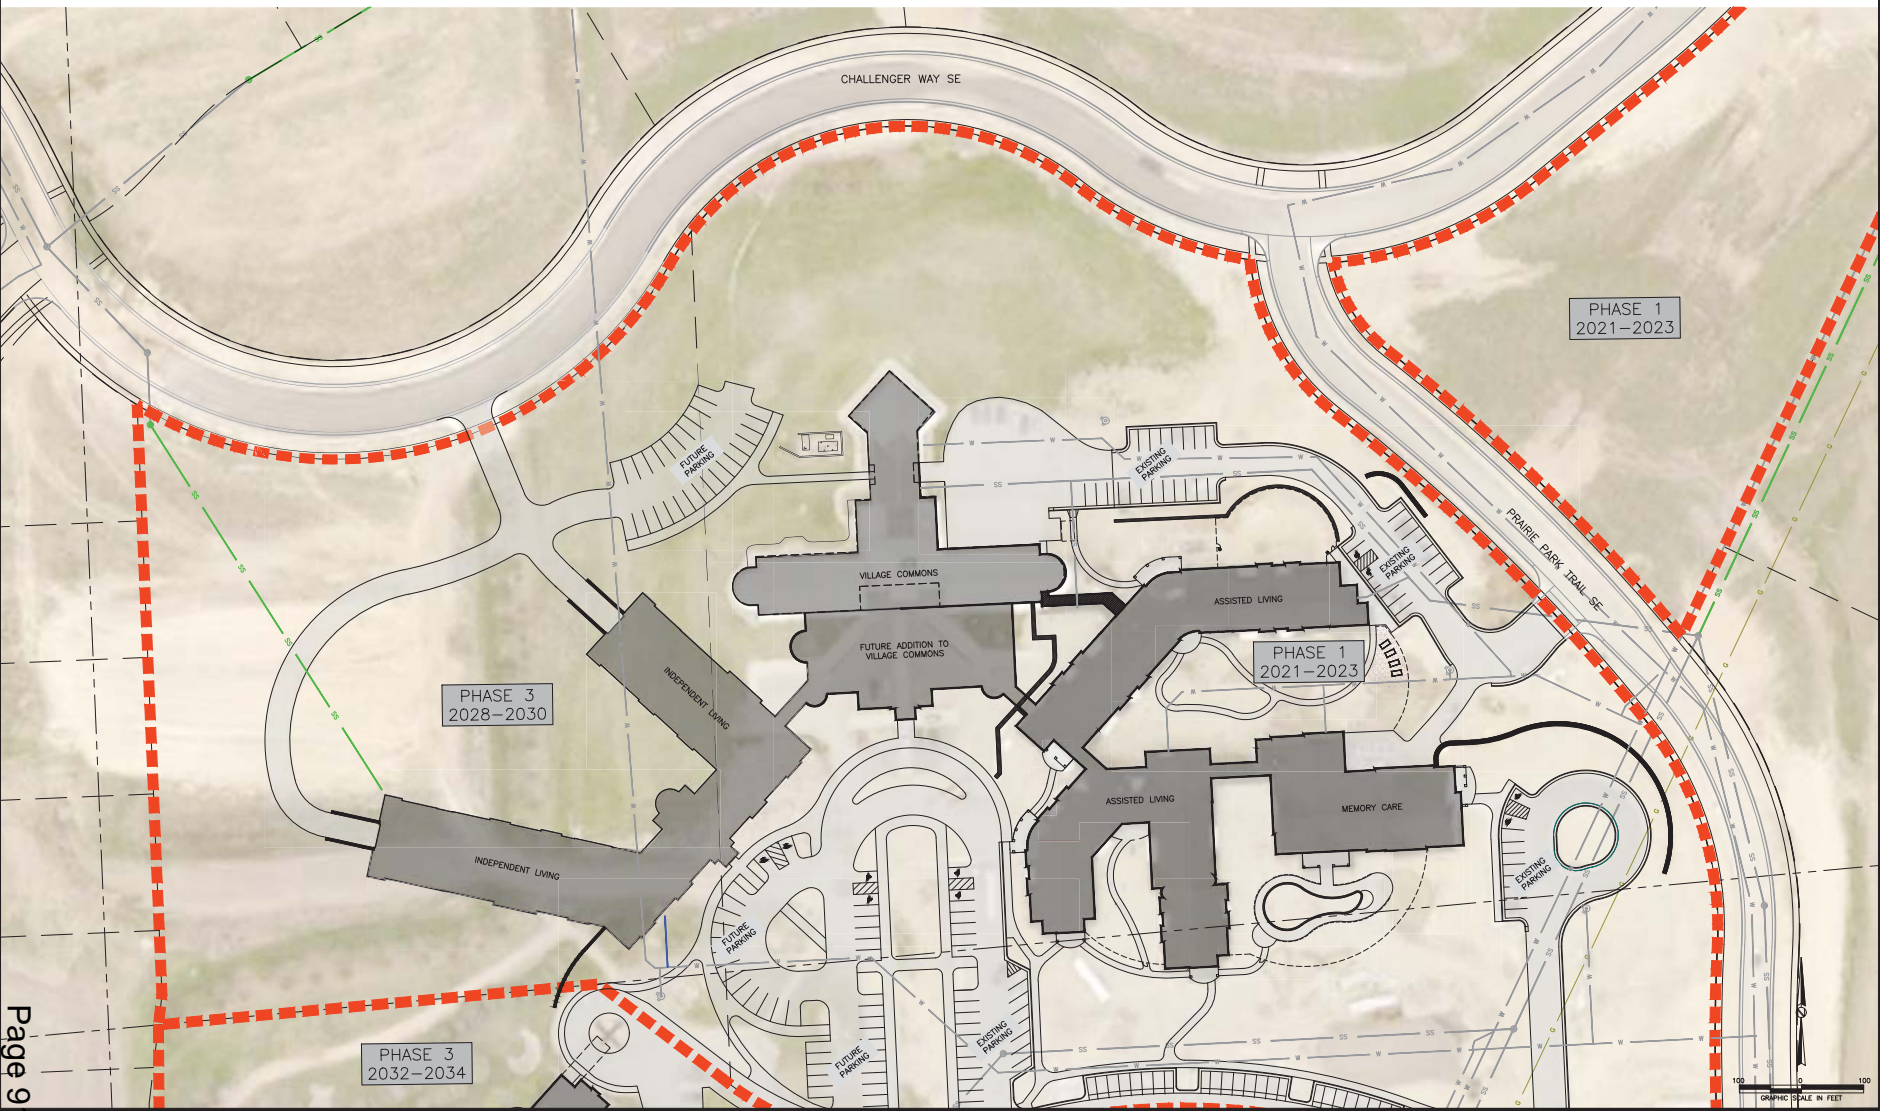 CHALLENGER WAY SE
PHASE 1
2021-2023
FUTURE
PARKING
EXISTING
PARKING
PRAIRIE PARK TRAIL SE
EXISTING
PARKING
VILLAGE COMMONS
ASSISTED LIVING
FUTURE ADDITION TO
VILLAGE COMMONS
PHASE 1
2021-2023
INDEPENDENT LIVING
PHASE 3
2028-2030
ASSISTED LIVING
MEMORY CARE
INDEPENDENT LIVING
EXISTING
PARKING
FUTURE
PARKING
EXISTING
PARKING
FUTURE
PARKING
PHASE 3
2032-2034
Page 9
100 0 100
GRAPHIC SCALE IN FEET